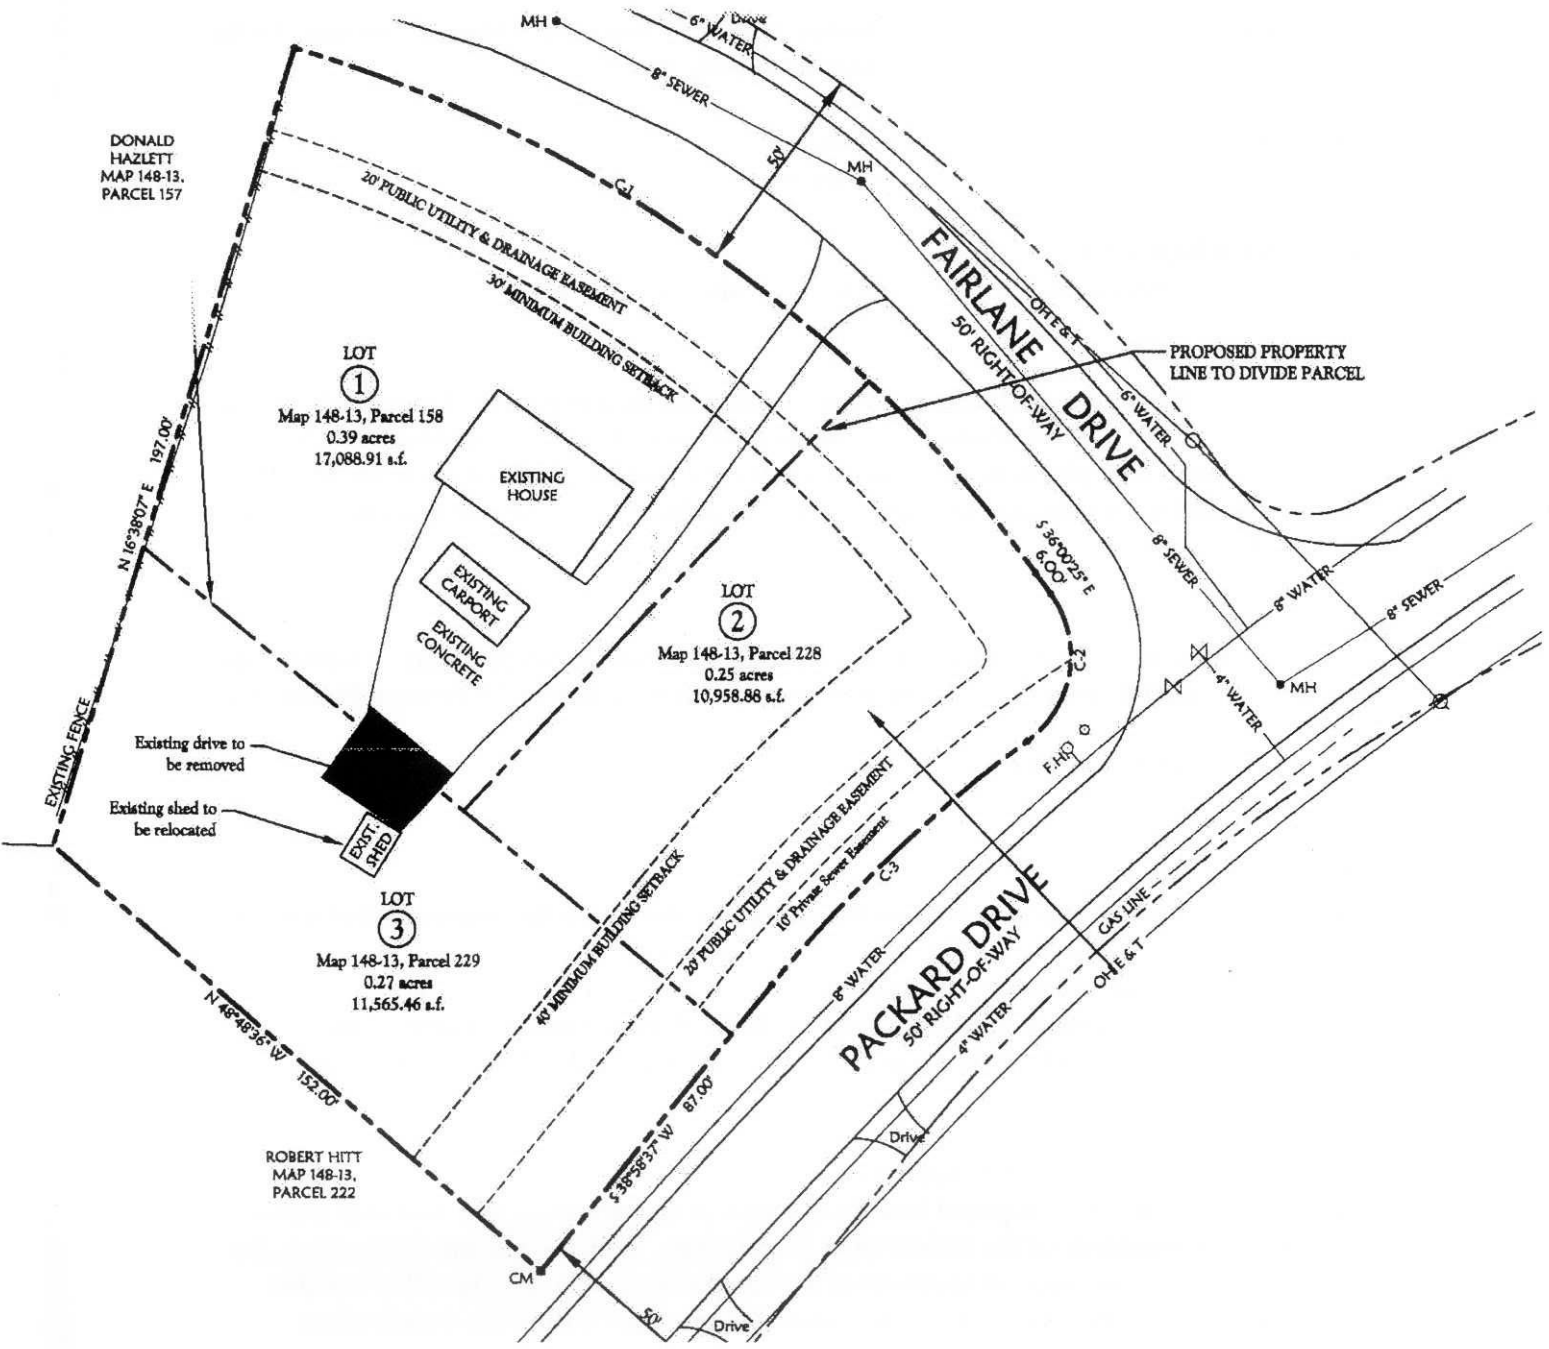 MH
6" WATER
Drive
8" SEWER
DONALD
HAZLETT
MAP 148-13,
PARCEL 157
50'
MH
C-1
20' PUBLIC UTILITY & DRAINAGE EASEMENT
30' MINIMUM BUILDING SETBACK
FAIRLANE DRIVE
50' RIGHT-OF-WAY
OH E & T
6" WATER
PROPOSED PROPERTY
LINE TO DIVIDE PARCEL
LOT
1
Map 148-13, Parcel 158
0.39 acres
17,088.91 s.f.
N 16°38'07" E 197.00'
EXISTING
HOUSE
EXISTING
CARPORT
EXISTING
CONCRETE
S 36°00'25" E
6.00'
8" SEWER
8" WATER
8" SEWER
LOT
2
Map 148-13, Parcel 228
0.25 acres
10,958.88 s.f.
C-2
4" WATER
MH
EXISTING FENCE
Existing drive to
be removed
Existing shed to
be relocated
EXIST.
SHED
F.H.
LOT
3
Map 148-13, Parcel 229
0.27 acres
11,565.46 s.f.
40' MINIMUM BUILDING SETBACK
20' PUBLIC UTILITY & DRAINAGE EASEMENT
10' Private Sewer Easement
C-3
8" WATER
PACKARD DRIVE
50' RIGHT-OF-WAY
GAS LINE
OH E & T
4" WATER
N 48°48'36" W 152.00'
S 38°58'37" W 87.00'
ROBERT HITT
MAP 148-13,
PARCEL 222
Drive
CM
50'
Drive